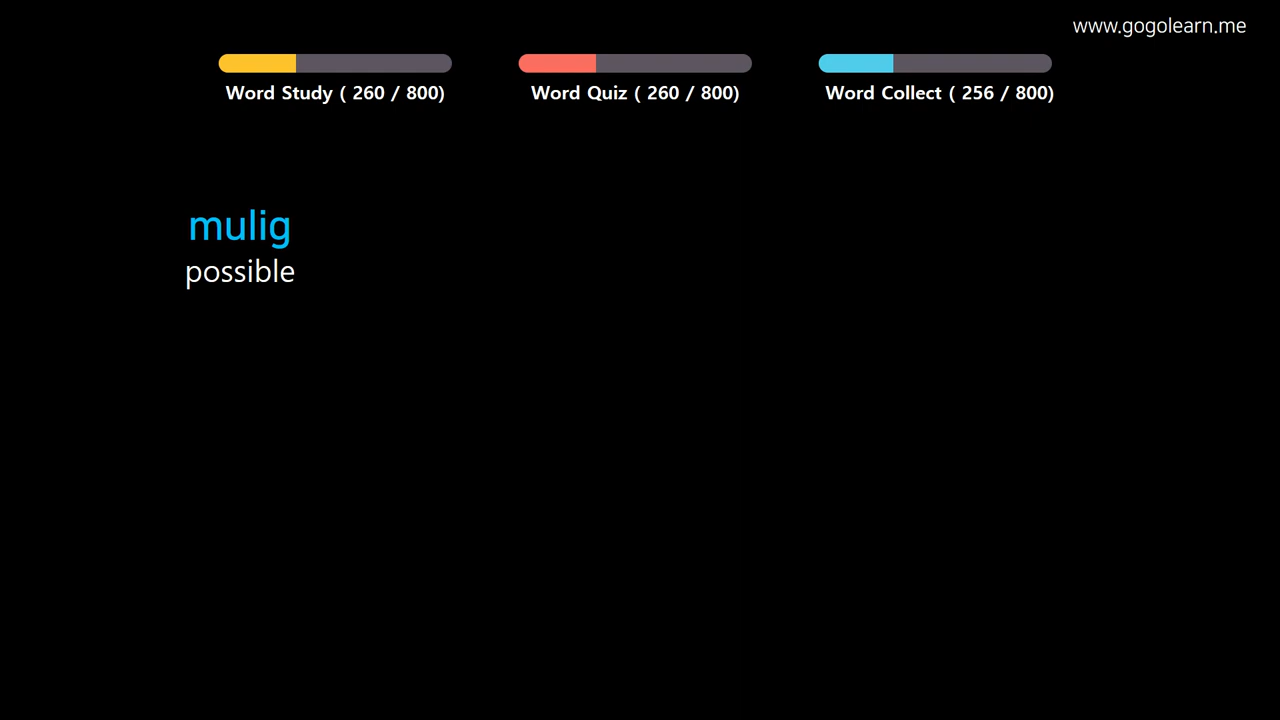 www.gogolearn.me
Word Study ( 260 / 800)
Word Quiz ( 260 / 800)
Word Collect ( 256 / 800)
mulig
possible